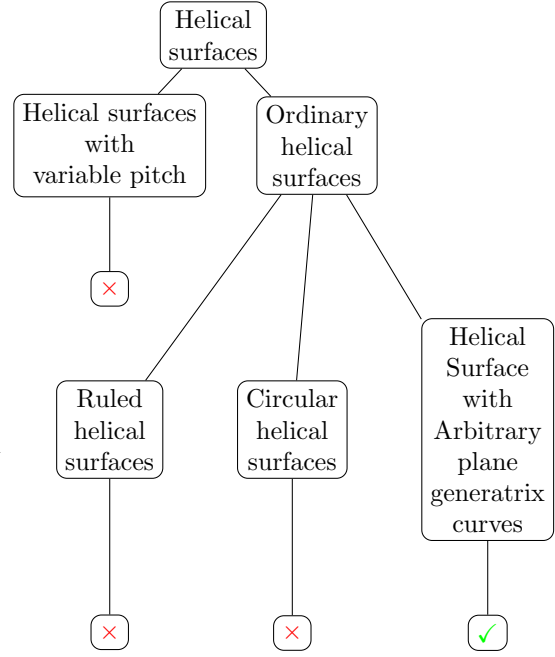 Helical
surfaces
Helical surfaces
with
variable pitch
Ordinary
helical
surfaces
×
Ruled
helical
surfaces
Circular
helical
surfaces
Helical
Surface
with
Arbitrary
plane
generatrix
curves
×
×
✓